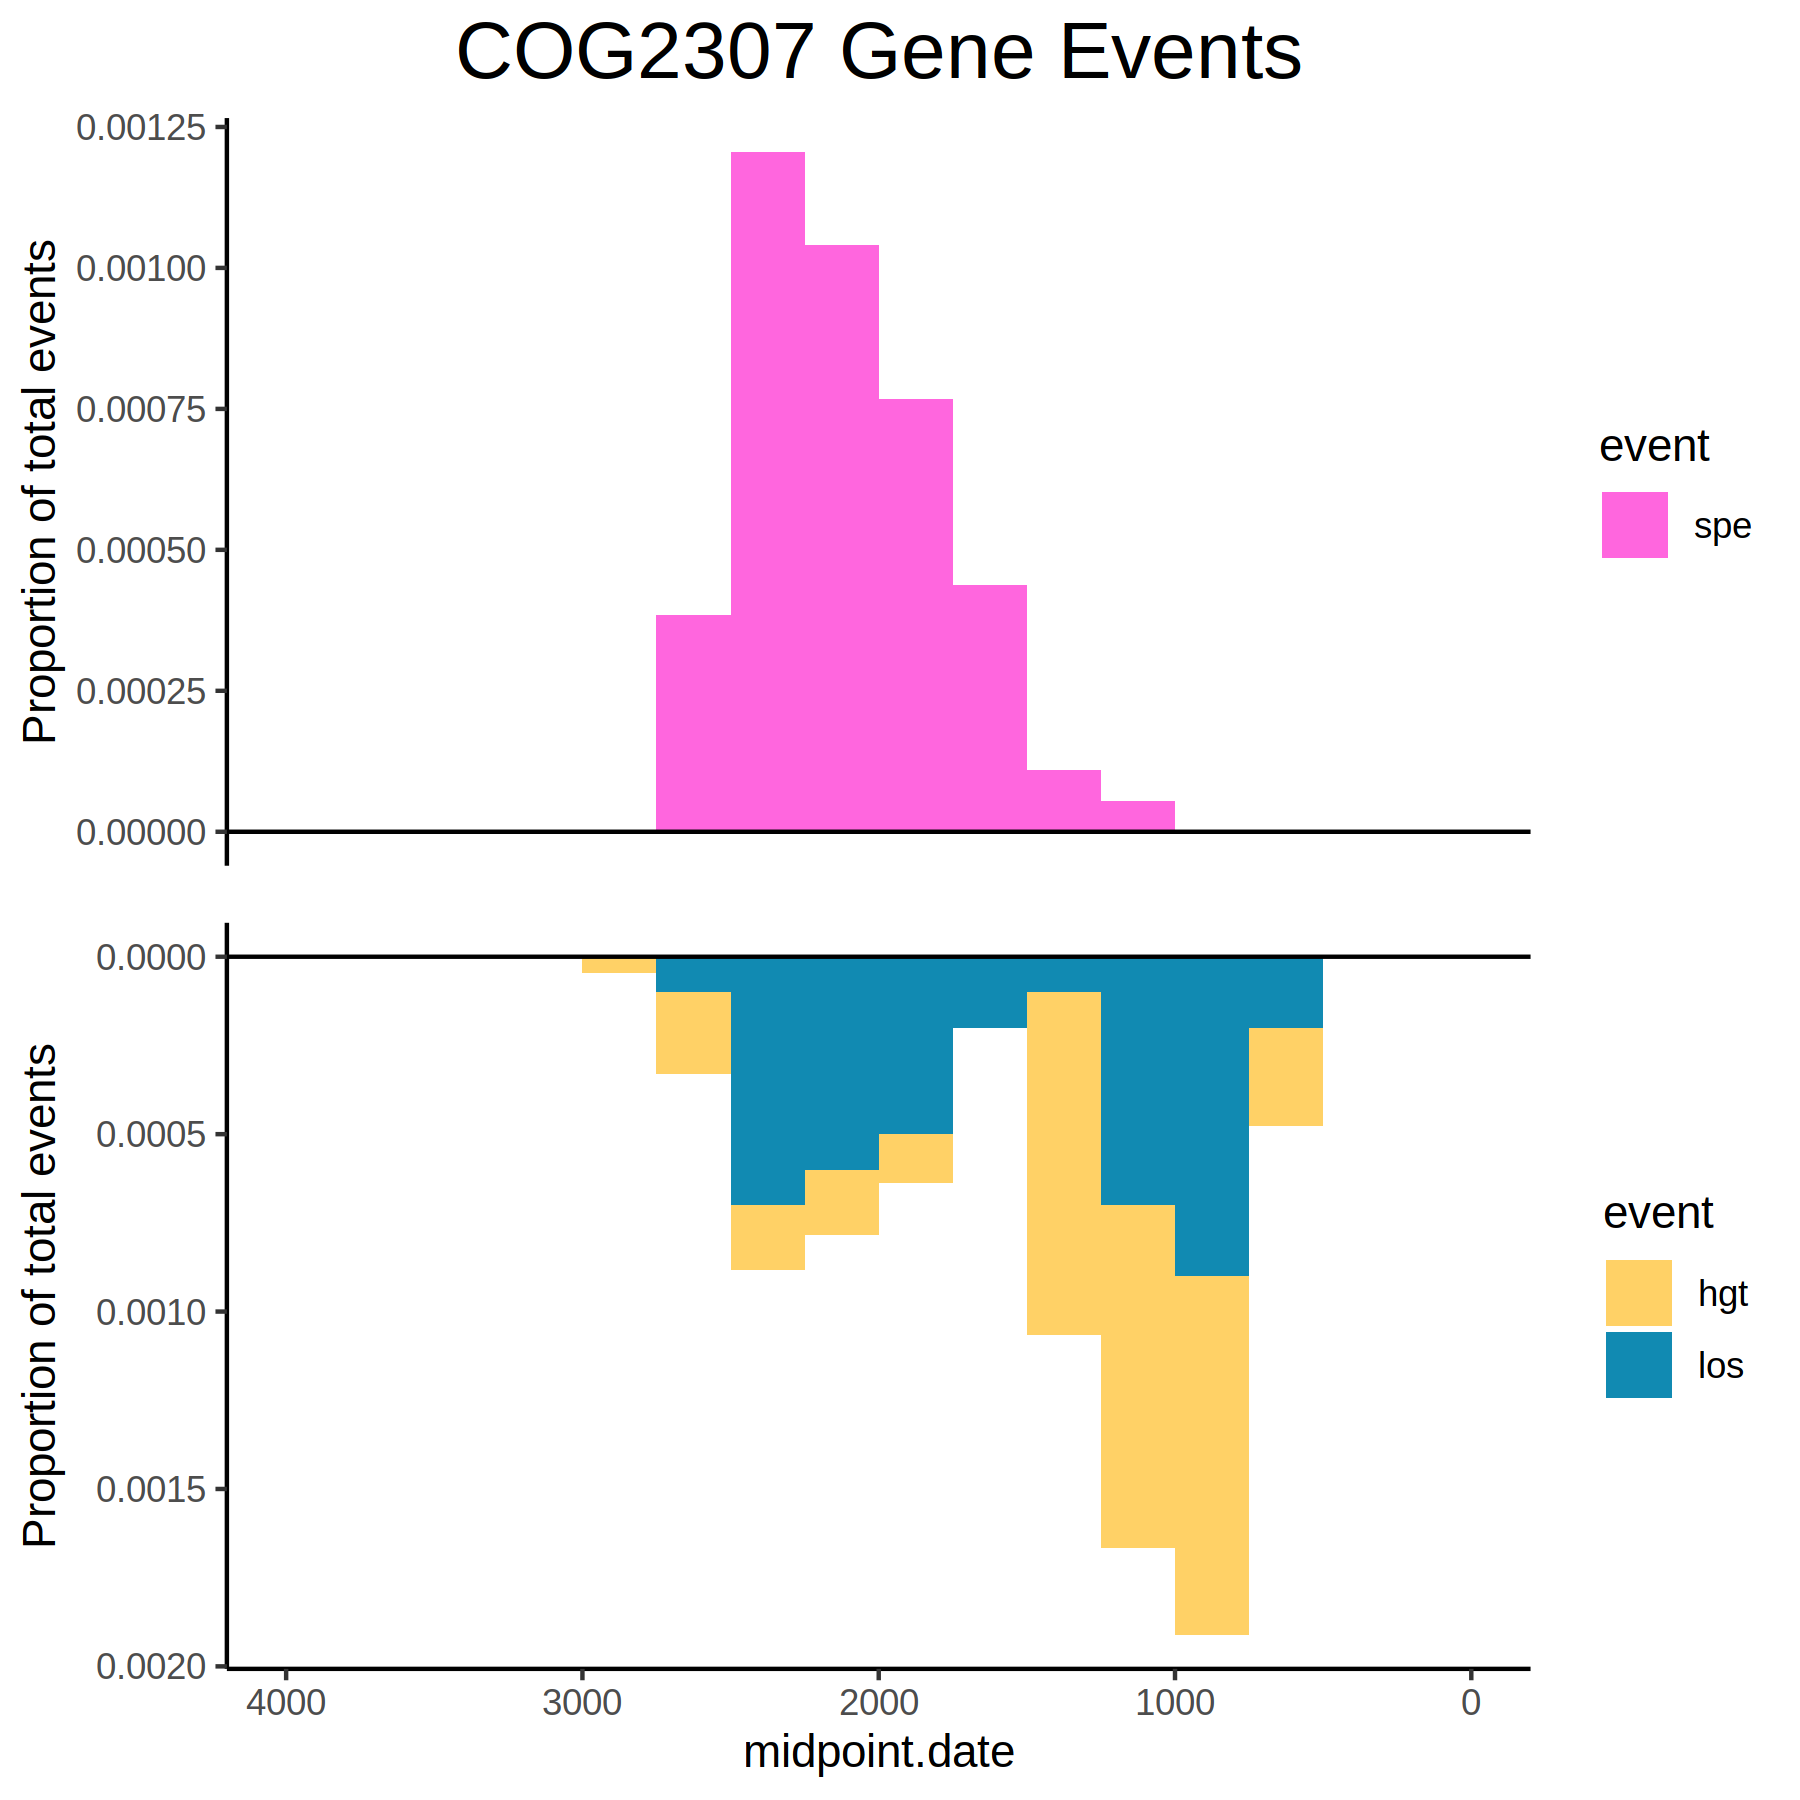 COG2307 Gene Events
0.00125
0.00100
0.00075
0.00050
0.00025
0.00000
Proportion of total events
event
spe
0.0000
0.0005
0.0010
0.0015
0.0020
Proportion of total events
event
hgt
los
4000 3000 2000 1000 0
midpoint.date